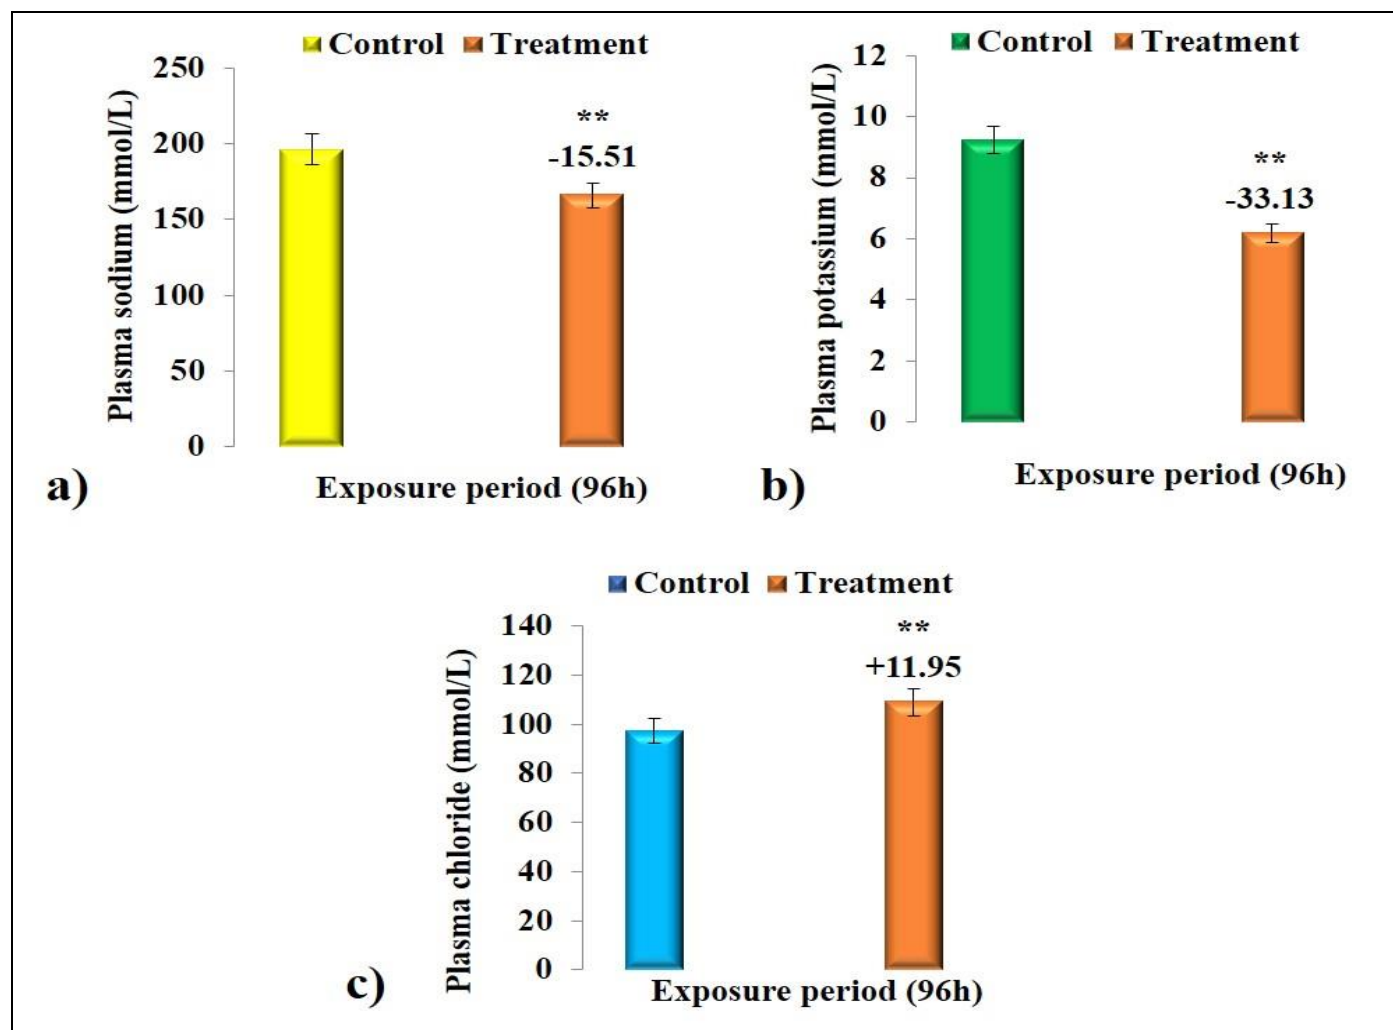 Control Treatment
250
200
150
100
50
0
Plasma sodium (mmol/L)
**
-15.51
a)
Exposure period (96h)
Control Treatment
12
10
8
6
4
2
0
Plasma potassium (mmol/L)
**
-33.13
b)
Exposure period (96h)
Control Treatment
140
120
100
80
60
40
20
0
Plasma chloride (mmol/L)
**
+11.95
c)
Exposure period (96h)